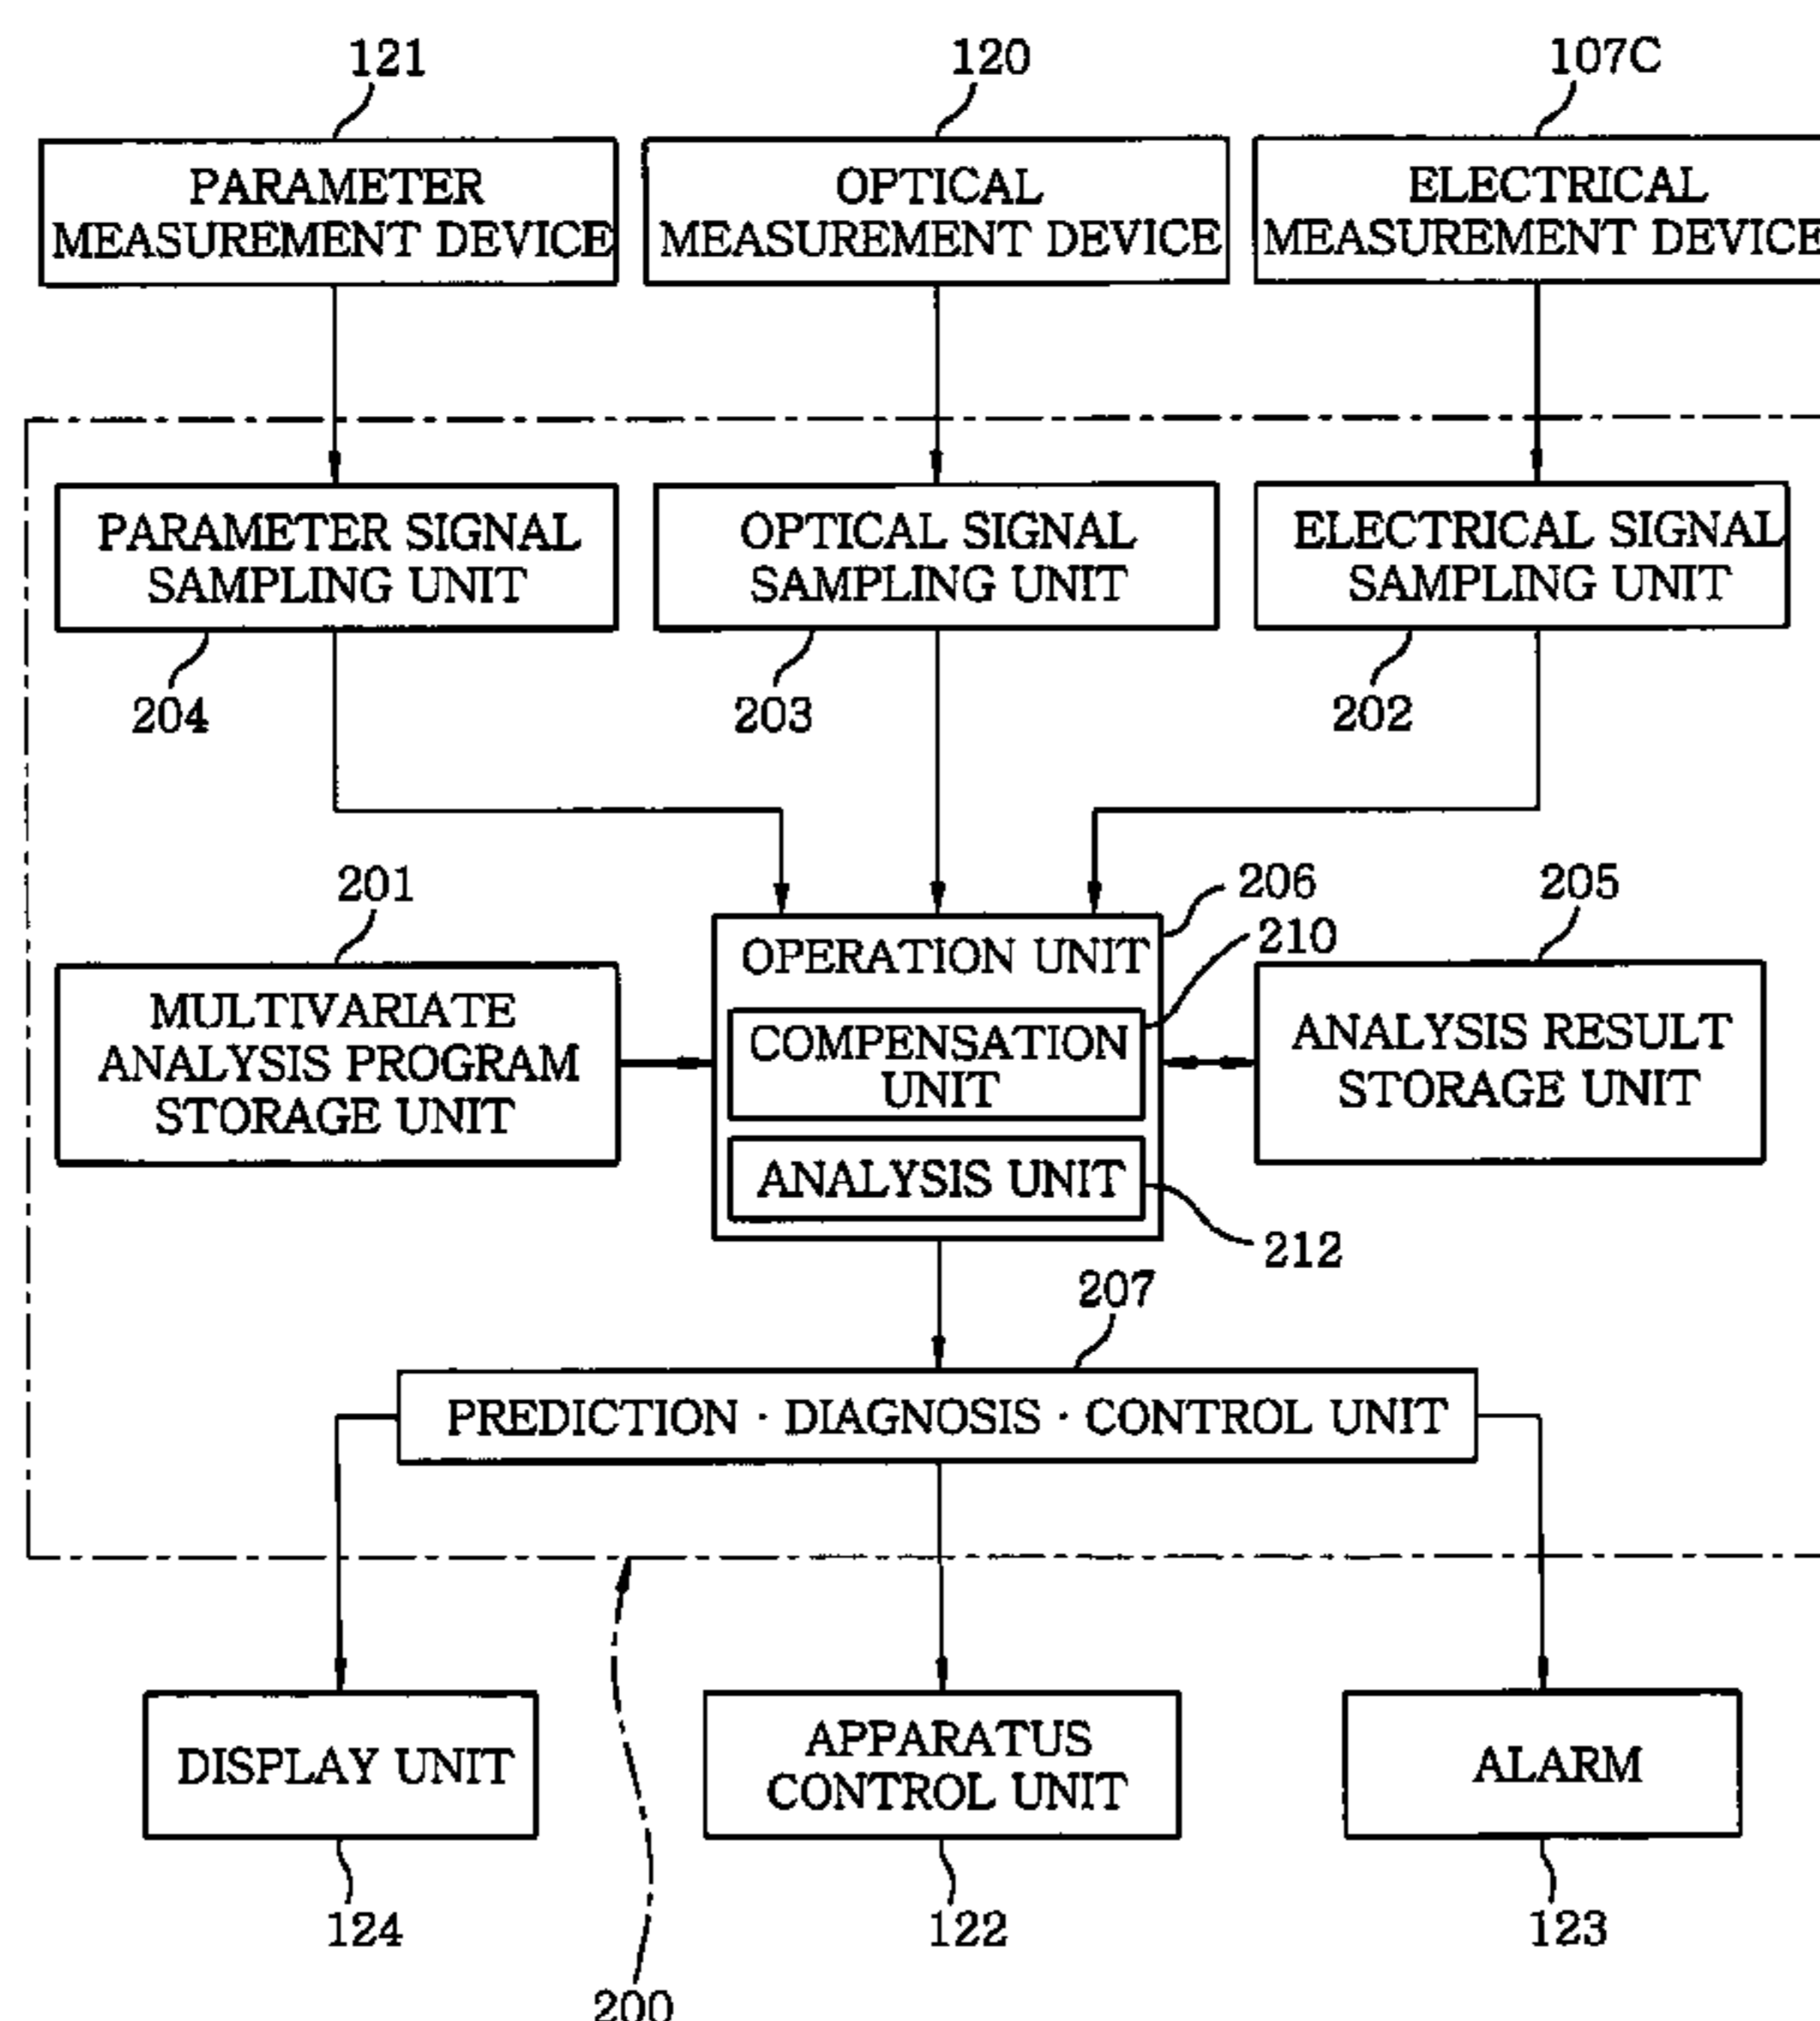 121
120
107C
PARAMETER
MEASUREMENT DEVICE
OPTICAL
MEASUREMENT DEVICE
ELECTRICAL
MEASUREMENT DEVICE
PARAMETER SIGNAL
SAMPLING UNIT
OPTICAL SIGNAL
SAMPLING UNIT
ELECTRICAL SIGNAL
SAMPLING UNIT
204
203
202
201
206
205
210
OPERATION UNIT
MULTIVARIATE
ANALYSIS PROGRAM
STORAGE UNIT
COMPENSATION
UNIT
ANALYSIS RESULT
STORAGE UNIT
ANALYSIS UNIT
212
207
PREDICTION · DIAGNOSIS · CONTROL UNIT
DISPLAY UNIT
APPARATUS
CONTROL UNIT
ALARM
124
122
123
200